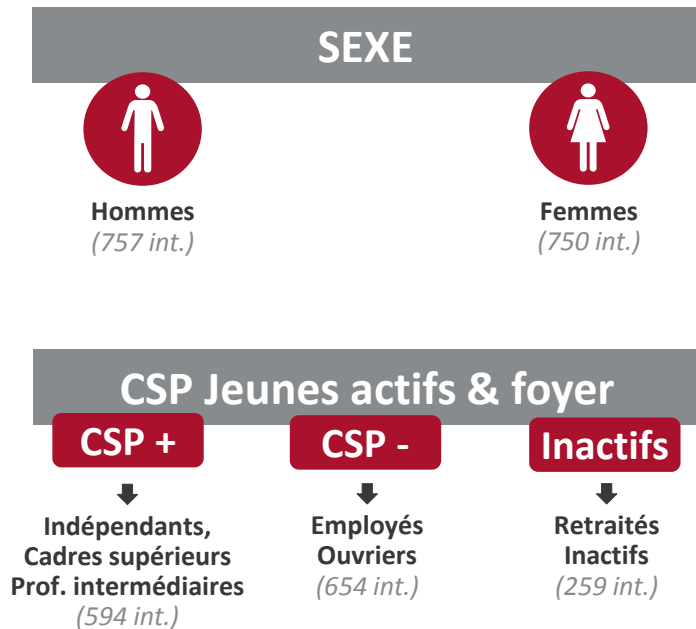 SEXE
Hommes
(757 int.)
Femmes
(750 int.)
CSP Jeunes actifs & foyer
CSP +
Indépendants,
Cadres supérieurs
Prof. intermédiaires
(594 int.)
CSP -
Employés
Ouvriers
(654 int.)
Inactifs
Retraités
Inactifs
(259 int.)